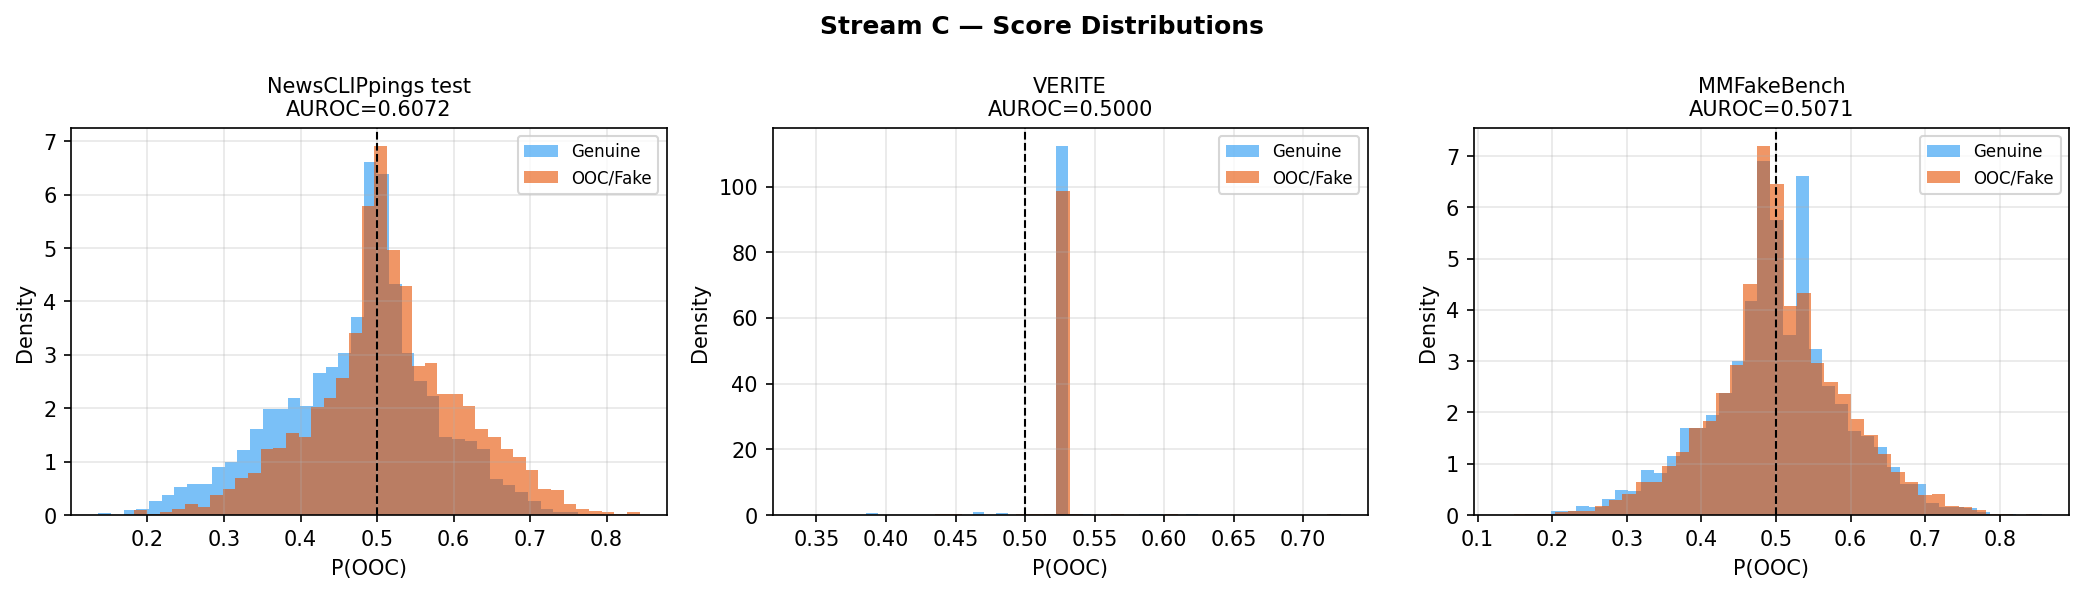 Stream C — Score Distributions
NewsCLIPpings test
AUROC=0.6072
Genuine
OOC/Fake
Density
7
6
5
4
3
2
1
0
0.2 0.3 0.4 0.5 0.6 0.7 0.8
P(OOC)
VERITE
AUROC=0.5000
Genuine
OOC/Fake
Density
100
80
60
40
20
0
0.35 0.40 0.45 0.50 0.55 0.60 0.65 0.70
P(OOC)
MMFakeBench
AUROC=0.5071
Genuine
OOC/Fake
Density
7
6
5
4
3
2
1
0
0.1 0.2 0.3 0.4 0.5 0.6 0.7 0.8
P(OOC)